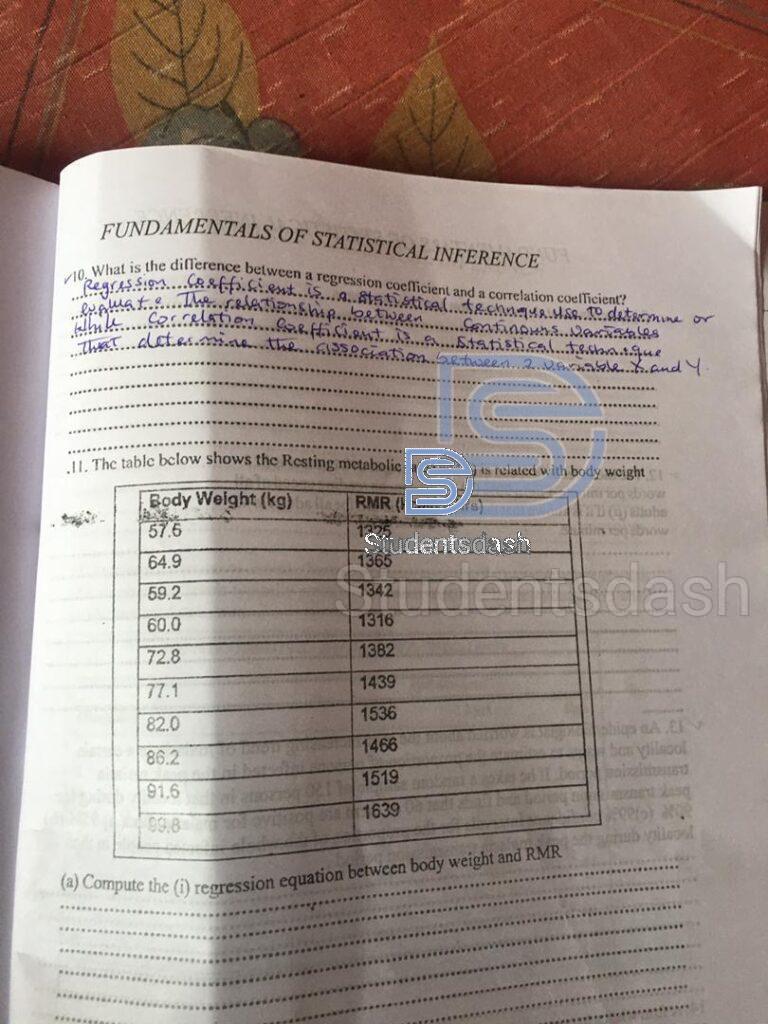 FUNDAMENTALS OF STATISTICAL INFERENCE
10. What is the difference between a regression coefficient and a correlation coefficient?
Regression Coefficient is a statistical technique use To determine or
evaluate The relationship between Continours variables
While Correlation Coefficient is a statistical technique
That determine the association between 2 variable X and Y.
.11. The table below shows the Resting metabolic is related with body weight
Body Weight (kg) RMR
57.6 1325
64.9 1365
59.2 1342
60.0 1316
72.8 1382
77.1 1439
82.0 1536
86.2 1466
91.6 1519
99.8 1639
(a) Compute the (i) regression equation between body weight and RMR
Studentsdash
Studentsdash